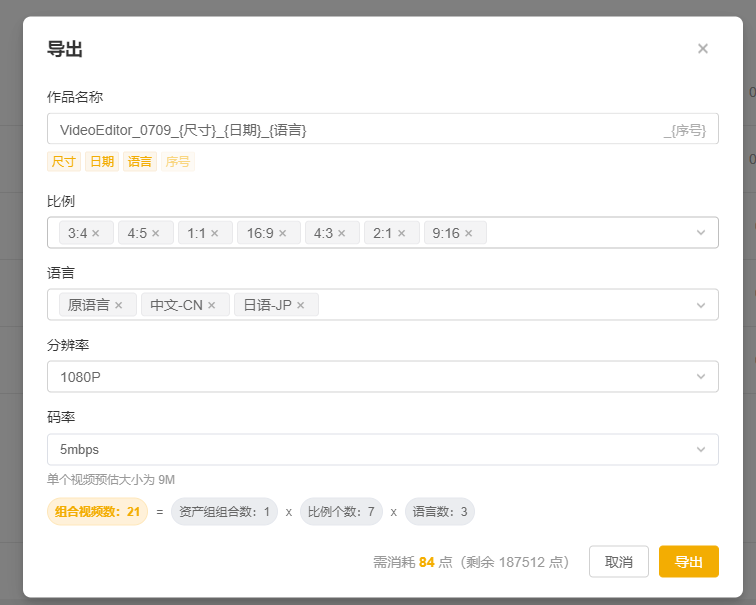 导出
作品名称
VideoEditor_0709_{尺寸}_{日期}_{语言} _{序号}
尺寸 日期 语言 序号
比例
3:4 × 4:5 × 1:1 × 16:9 × 4:3 × 2:1 × 9:16 ×
语言
原语言 × 中文-CN × 日语-JP ×
分辨率
1080P
码率
5mbps
单个视频预估大小为 9M
组合视频数：21 = 资产组组合数：1 x 比例个数：7 x 语言数：3
需消耗 84 点（剩余 187512 点） 取消 导出